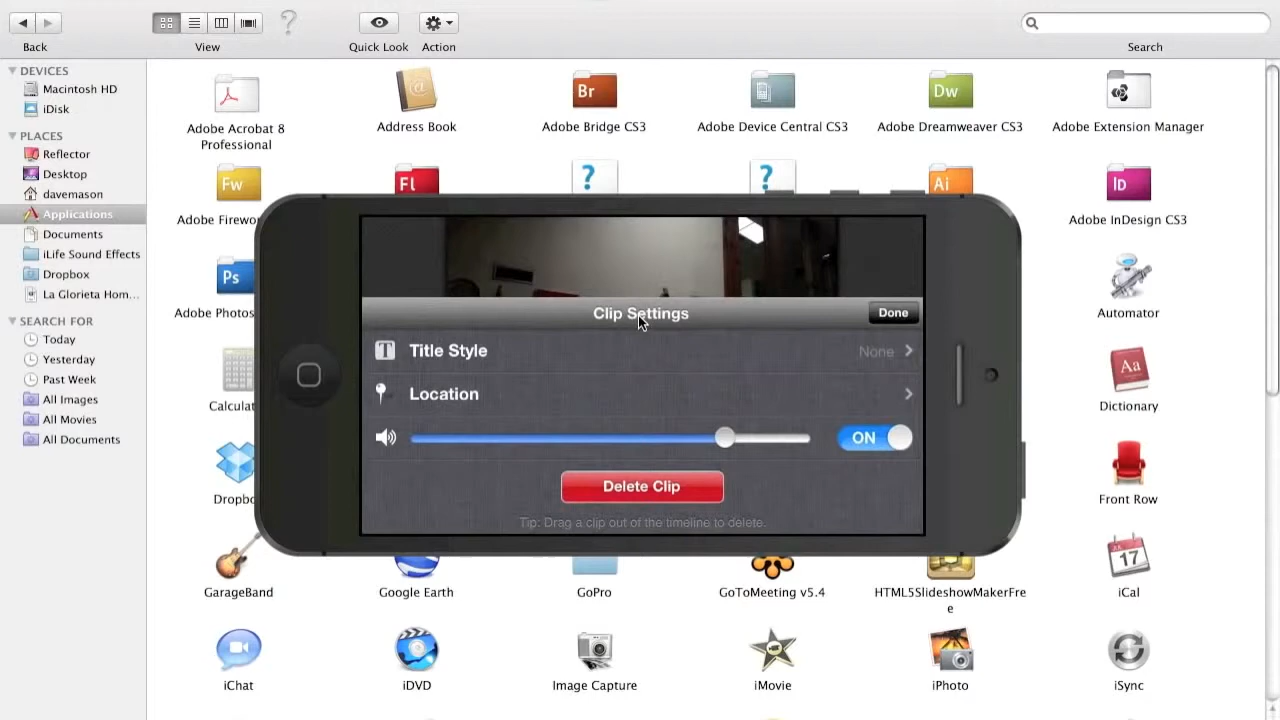 Back
View
Quick Look
Action
Search
DEVICES
Macintosh HD
iDisk
PLACES
Reflector
Desktop
davemason
Applications
Documents
iLife Sound Effects
Dropbox
La Glorieta Hom...
SEARCH FOR
Today
Yesterday
Past Week
All Images
All Movies
All Documents
Adobe Acrobat 8
Professional
Address Book
Br
Adobe Bridge CS3
Adobe Device Central CS3
Dw
Adobe Dreamweaver CS3
Adobe Extension Manager
Fw
Adobe Firewo
Fl
?
?
Ai
Id
Adobe InDesign CS3
Ps
Adobe Photos
Automator
Calculat
Aa
Dictionary
Dropbo
Front Row
Clip Settings
Done
Title Style
None
Location
ON
Delete Clip
Tip: Drag a clip out of the timeline to delete.
GarageBand
Google Earth
GoPro
GoToMeeting v5.4
HTML5SlideshowMakerFre
e
17
iCal
iChat
iDVD
Image Capture
iMovie
iPhoto
iSync